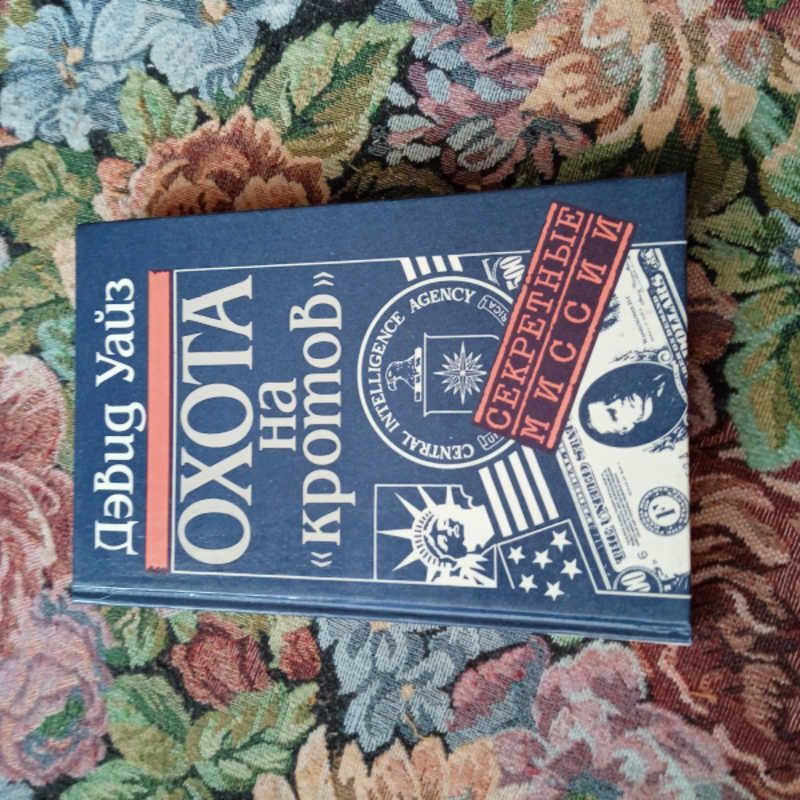 Дэвид Уайз
ОХОТА
на
«кротов»
CENTRAL INTELLIGENCE AGENCY
СЕКРЕТНЫЕ
МИССИИ
F